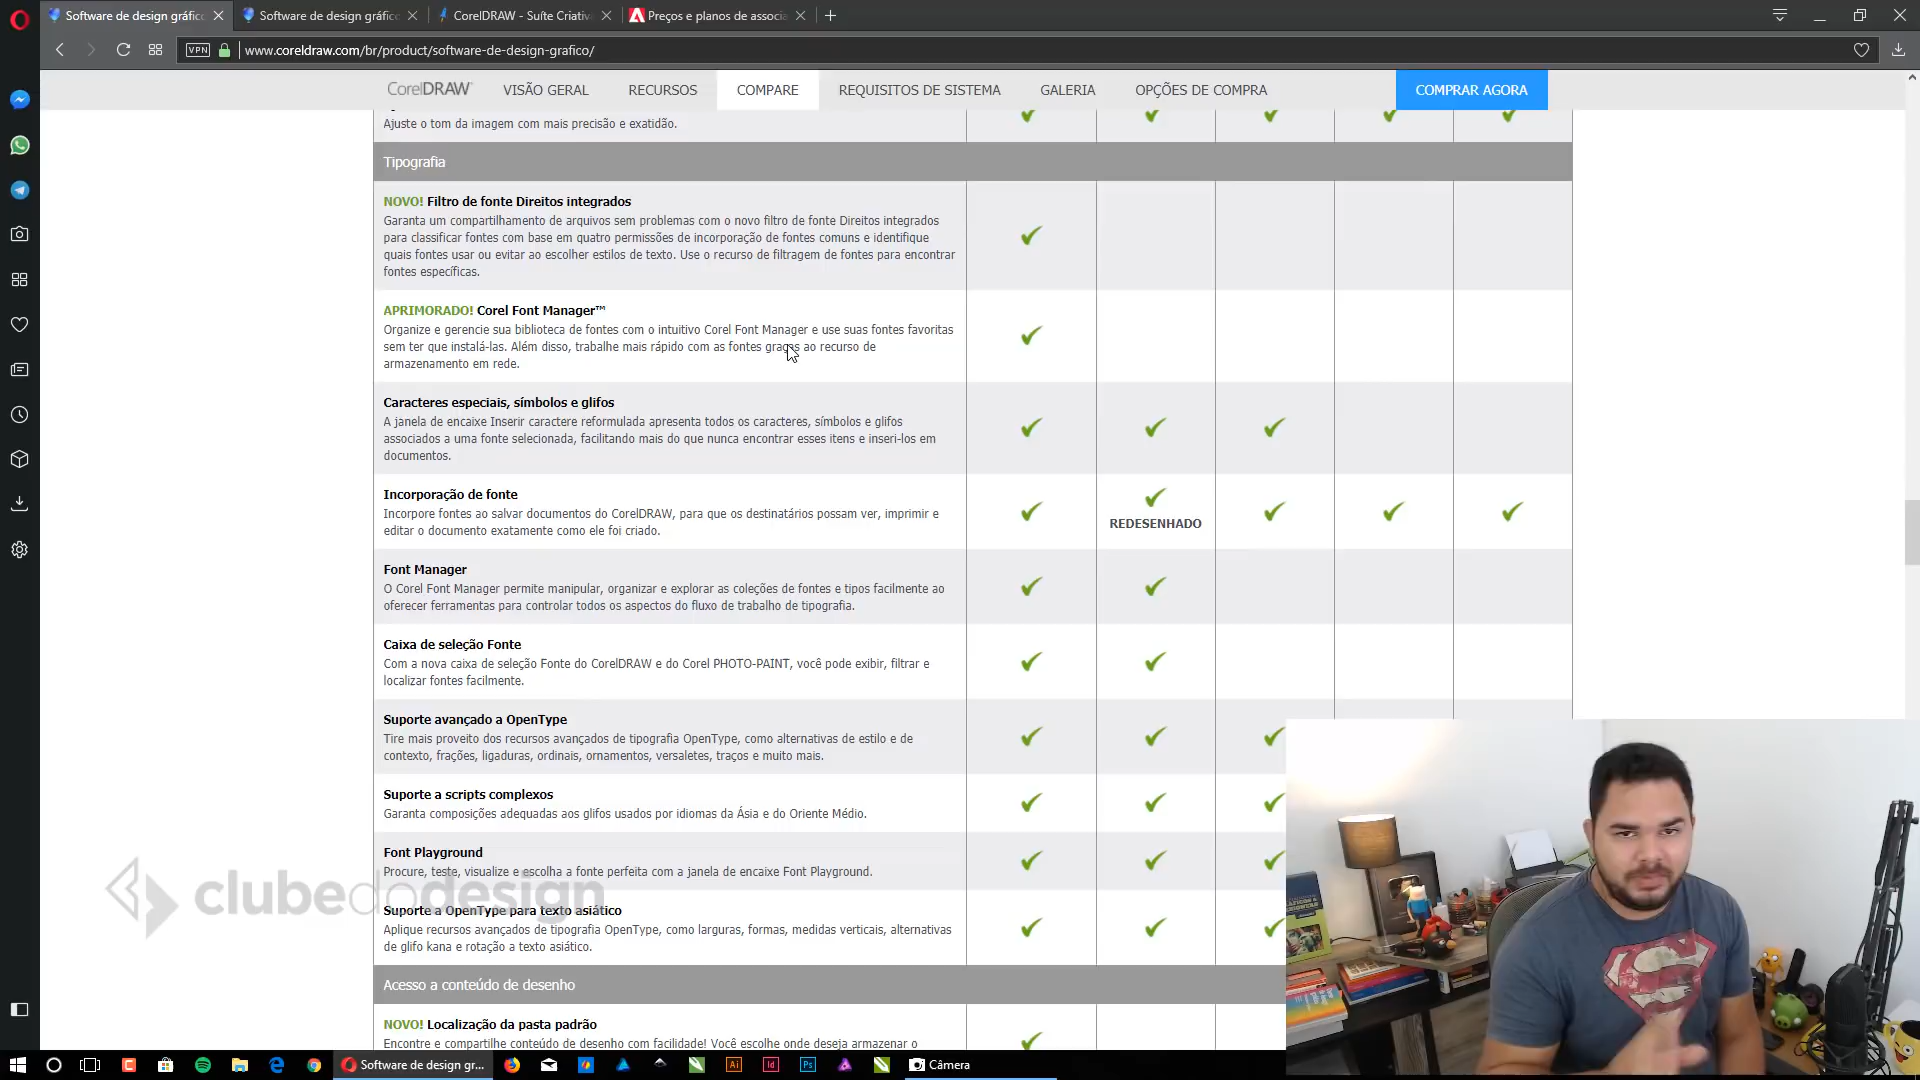 Software de design gráfic
Software de design gráfic
CorelDRAW - Suíte Criativ
Preços e planos de associa
VPN
www.coreldraw.com/br/product/software-de-design-grafico/
CorelDRAW
VISÃO GERAL
RECURSOS
COMPARE
REQUISITOS DE SISTEMA
GALERIA
OPÇÕES DE COMPRA
COMPRAR AGORA
Ajuste o tom da imagem com mais precisão e exatidão.
Tipografia
NOVO! Filtro de fonte Direitos integrados
Garanta um compartilhamento de arquivos sem problemas com o novo filtro de fonte Direitos integrados
para classificar fontes com base em quatro permissões de incorporação de fontes comuns e identifique
quais fontes usar ou evitar ao escolher estilos de texto. Use o recurso de filtragem de fontes para encontrar
fontes específicas.
APRIMORADO! Corel Font Manager™
Organize e gerencie sua biblioteca de fontes com o intuitivo Corel Font Manager e use suas fontes favoritas
sem ter que instalá-las. Além disso, trabalhe mais rápido com as fontes graças ao recurso de
armazenamento em rede.
Caracteres especiais, símbolos e glifos
A janela de encaixe Inserir caractere reformulada apresenta todos os caracteres, símbolos e glifos
associados a uma fonte selecionada, facilitando mais do que nunca encontrar esses itens e inseri-los em
documentos.
Incorporação de fonte
Incorpore fontes ao salvar documentos do CorelDRAW, para que os destinatários possam ver, imprimir e
editar o documento exatamente como ele foi criado.
REDESENHADO
Font Manager
O Corel Font Manager permite manipular, organizar e explorar as coleções de fontes e tipos facilmente ao
oferecer ferramentas para controlar todos os aspectos do fluxo de trabalho de tipografia.
Caixa de seleção Fonte
Com a nova caixa de seleção Fonte do CorelDRAW e do Corel PHOTO-PAINT, você pode exibir, filtrar e
localizar fontes facilmente.
Suporte avançado a OpenType
Tire mais proveito dos recursos avançados de tipografia OpenType, como alternativas de estilo e de
contexto, frações, ligaduras, ordinais, ornamentos, versaletes, traços e muito mais.
Suporte a scripts complexos
Garanta composições adequadas aos glifos usados por idiomas da Ásia e do Oriente Médio.
Font Playground
Procure, teste, visualize e escolha a fonte perfeita com a janela de encaixe Font Playground.
clubedodesign
Suporte a OpenType para texto asiático
Aplique recursos avançados de tipografia OpenType, como larguras, formas, medidas verticais, alternativas
de glifo kana e rotação a texto asiático.
Acesso a conteúdo de desenho
NOVO! Localização da pasta padrão
Encontre e compartilhe conteúdo de desenho com facilidade! Você escolhe onde deseja armazenar o
Software de design gr...
Ai
Id
Ps
Câmera